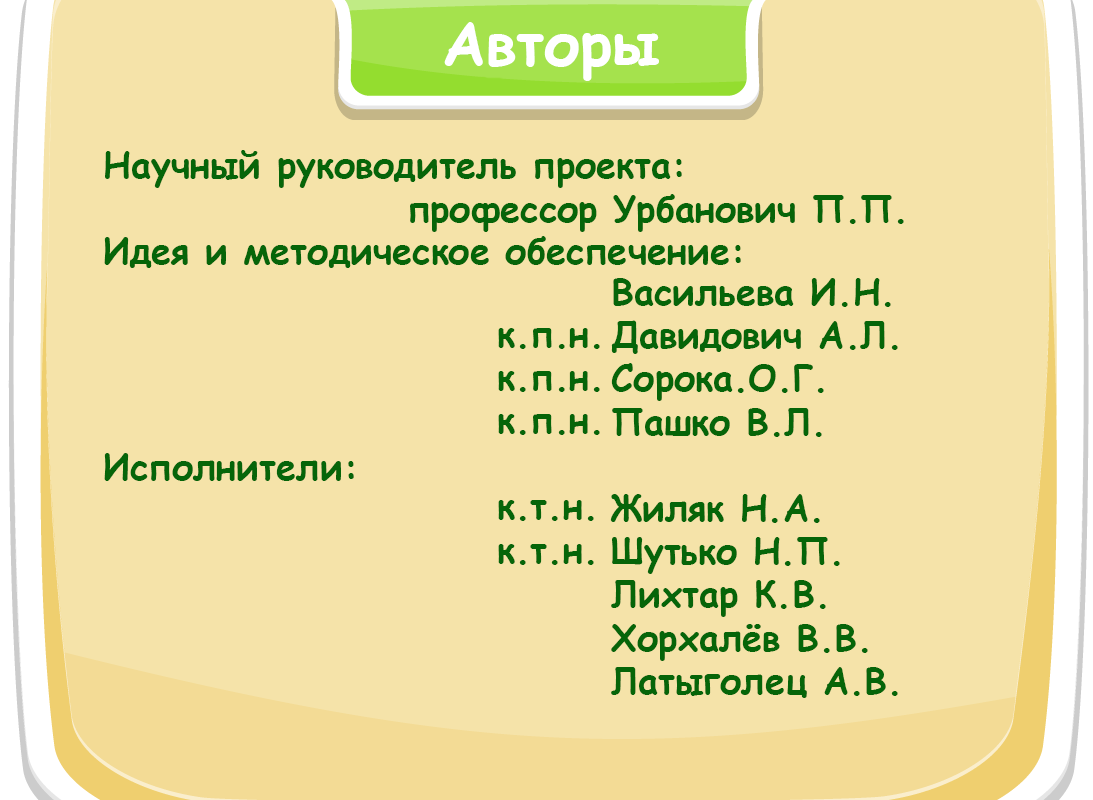 Авторы
Научный руководитель проекта:
профессор Урбанович П.П.
Идея и методическое обеспечение:
Васильева И.Н.
к.п.н. Давидович А.Л.
к.п.н. Сорока.О.Г.
к.п.н. Пашко В.Л.
Исполнители:
к.т.н. Жиляк Н.А.
к.т.н. Шутько Н.П.
Лихтар К.В.
Хорхалёв В.В.
Латыголец А.В.